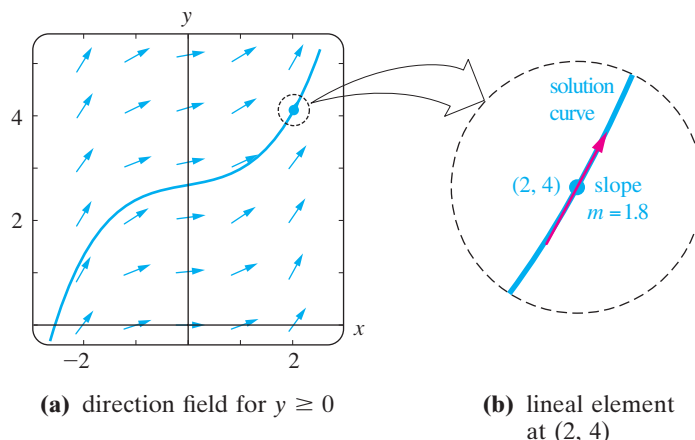 y
4
2
x
−2
2
(a) direction field for y ≥ 0
solution
curve
(2, 4)
slope
m = 1.8
(b) lineal element
at (2, 4)